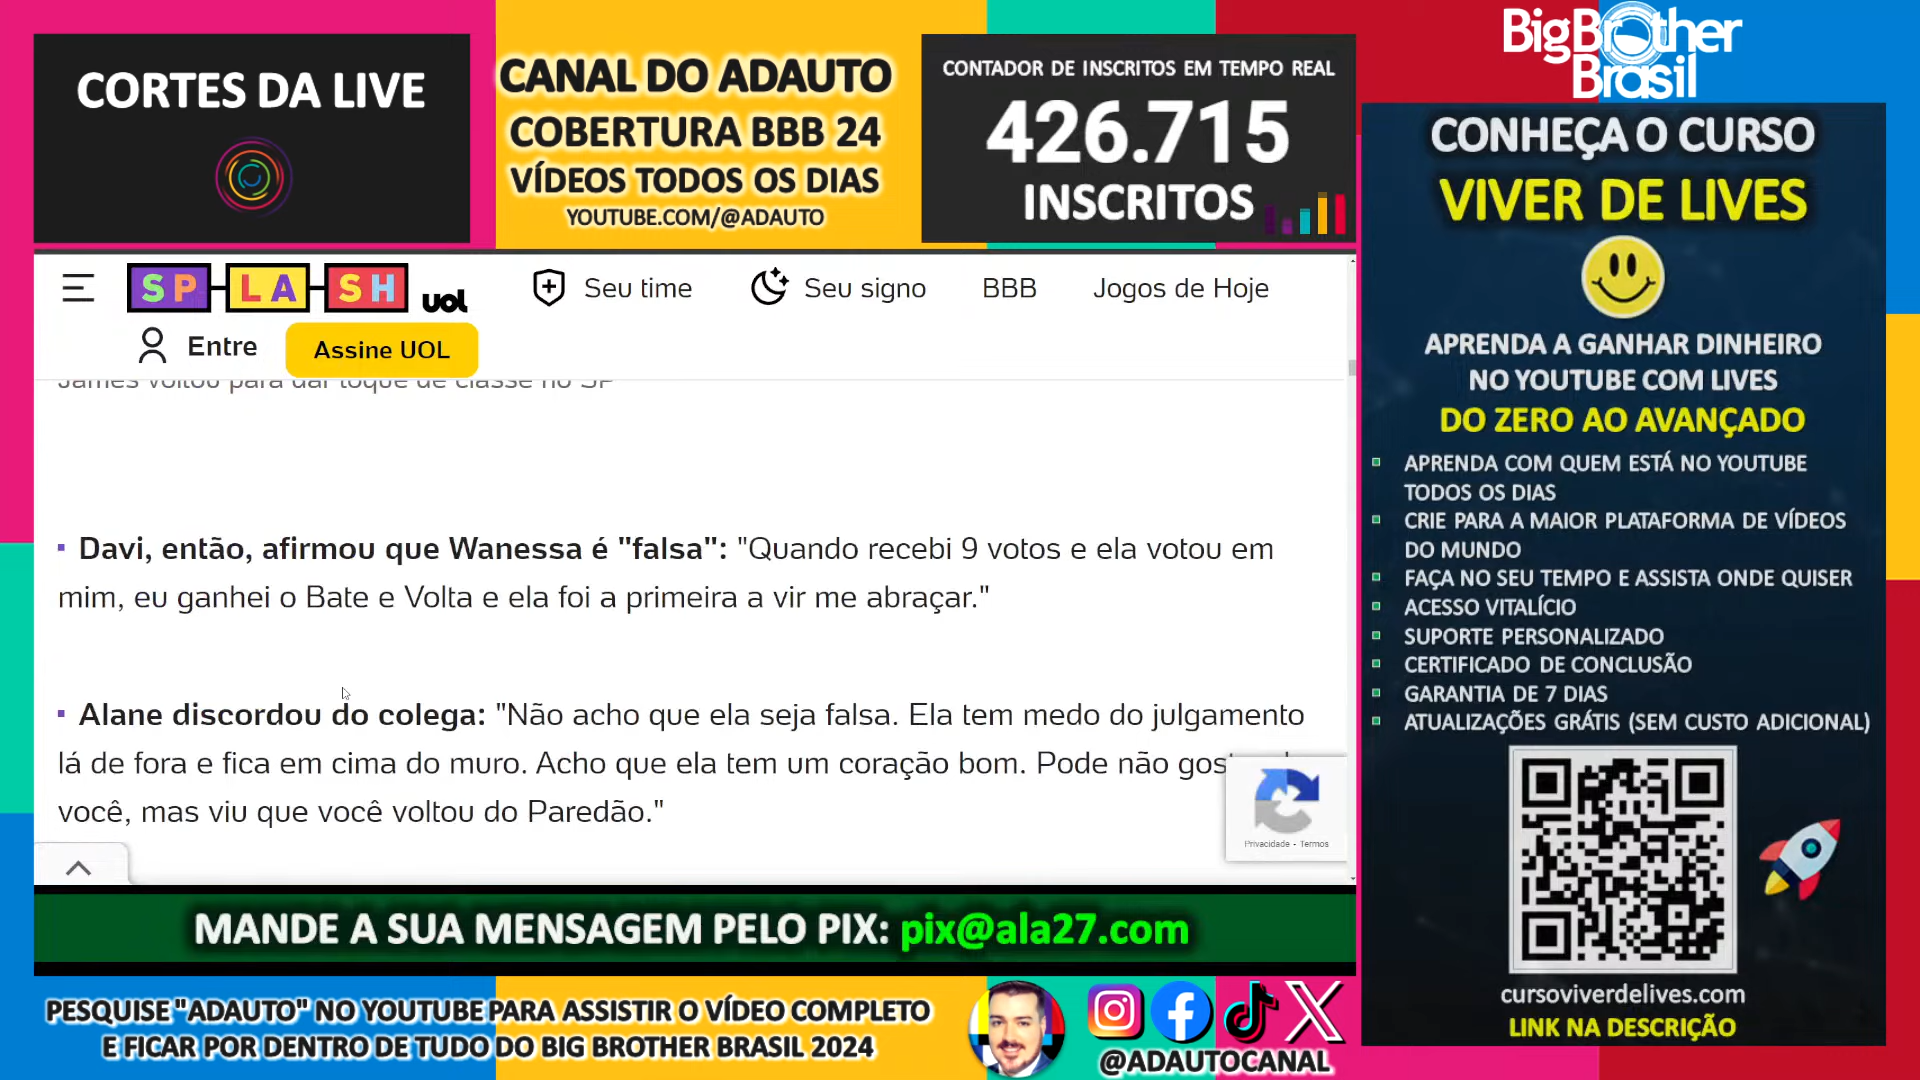 CORTES DA LIVE
CANAL DO ADAUTO
COBERTURA BBB 24
VÍDEOS TODOS OS DIAS
YOUTUBE.COM/@ADAUTO
CONTADOR DE INSCRITOS EM TEMPO REAL
426.715
INSCRITOS
BigBrother
Brasil
SPLASH uol
Seu time
Seu signo
BBB
Jogos de Hoje
Entre
Assine UOL
James voltou para dar toque de classe no SP
Davi, então, afirmou que Wanessa é "falsa": "Quando recebi 9 votos e ela votou em
mim, eu ganhei o Bate e Volta e ela foi a primeira a vir me abraçar."
Alane discordou do colega: "Não acho que ela seja falsa. Ela tem medo do julgamento
lá de fora e fica em cima do muro. Acho que ela tem um coração bom. Pode não
você, mas viu que você voltou do Paredão."
Privacidade - Termos
MANDE A SUA MENSAGEM PELO PIX: pix@ala27.com
PESQUISE "ADAUTO" NO YOUTUBE PARA ASSISTIR O VÍDEO COMPLETO
E FICAR POR DENTRO DE TUDO DO BIG BROTHER BRASIL 2024
@ADAUTOCANAL
CONHEÇA O CURSO
VIVER DE LIVES
APRENDA A GANHAR DINHEIRO
NO YOUTUBE COM LIVES
DO ZERO AO AVANÇADO
APRENDA COM QUEM ESTÁ NO YOUTUBE
TODOS OS DIAS
CRIE PARA A MAIOR PLATAFORMA DE VÍDEOS
DO MUNDO
FAÇA NO SEU TEMPO E ASSISTA ONDE QUISER
ACESSO VITALÍCIO
SUPORTE PERSONALIZADO
CERTIFICADO DE CONCLUSÃO
GARANTIA DE 7 DIAS
ATUALIZAÇÕES GRÁTIS (SEM CUSTO ADICIONAL)
cursoviverdelives.com
LINK NA DESCRIÇÃO